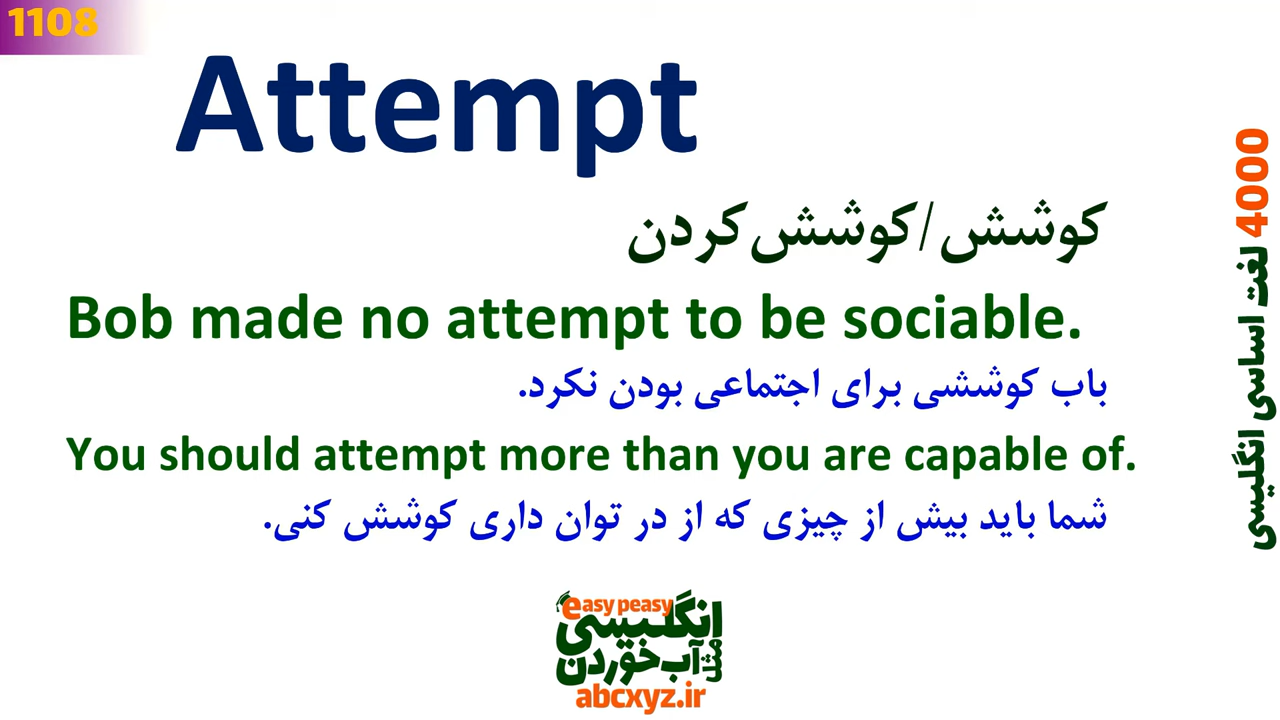 1108
Attempt
کوشش/کوشش کردن
Bob made no attempt to be sociable.
باب کوششی برای اجتماعی بودن نکرد.
You should attempt more than you are capable of.
شما باید بیش از چیزی که از در توان داری کوشش کنی.
4000 لغت اساسی انگلیسی
easy peasy
انگلیسی
مثل آب خوردن
abcxyz.ir